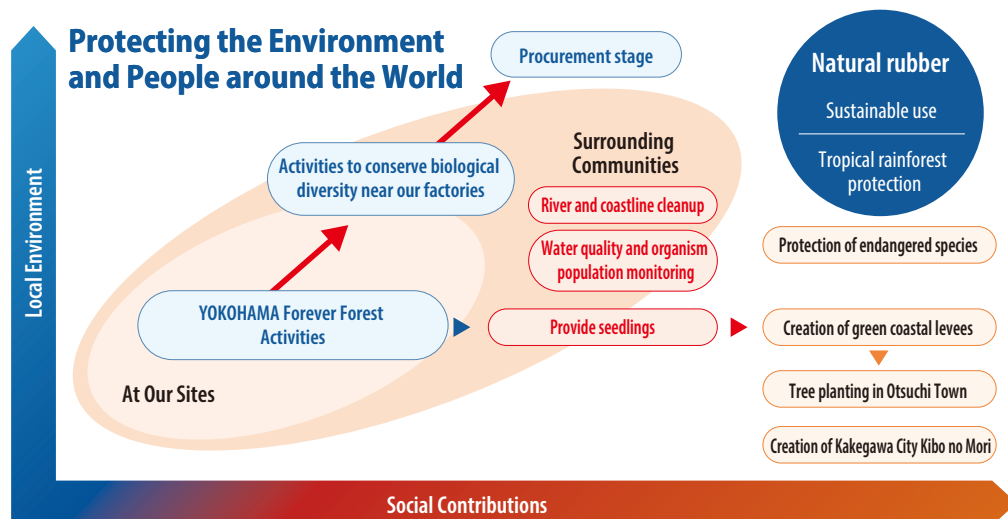 Protecting the Environment
and People around the World
Procurement stage
Natural rubber
Sustainable use
Tropical rainforest
protection
Surrounding
Communities
Activities to conserve biological
diversity near our factories
River and coastline cleanup
Water quality and organism
population monitoring
Protection of endangered species
YOKOHAMA Forever Forest
Activities
Provide seedlings
Creation of green coastal levees
At Our Sites
Tree planting in Otsuchi Town
Creation of Kakegawa City Kibo no Mori
Local Environment
Social Contributions